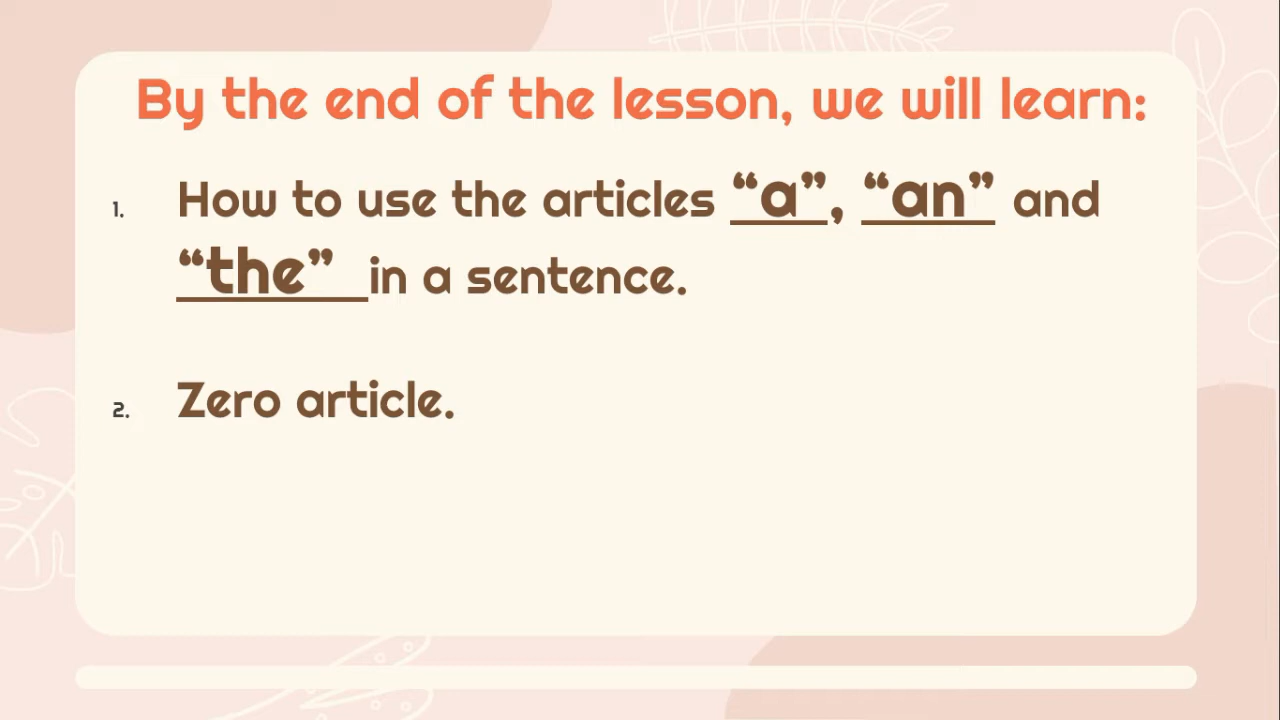 By the end of the lesson, we will learn:
1. How to use the articles “a”, “an” and
“the” in a sentence.
2. Zero article.